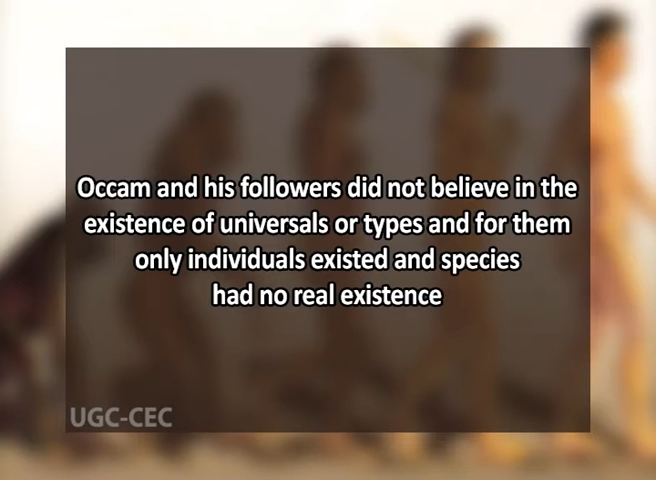 Occam and his followers did not believe in the
existence of universals or types and for them
only individuals existed and species
had no real existence
UGC-CEC